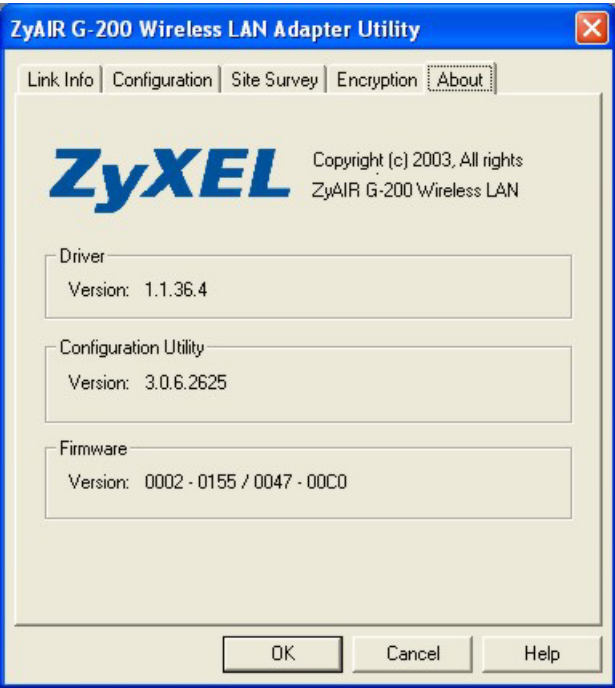 ZyAIR G-200 Wireless LAN Adapter Utility
Link Info Configuration Site Survey Encryption About
ZyXEL
Copyright (c) 2003, All rights
ZyAIR G-200 Wireless LAN
Driver
Version: 1.1.36.4
Configuration Utility
Version: 3.0.6.2625
Firmware
Version: 0002 - 0155 / 0047 - 00C0
OK Cancel Help